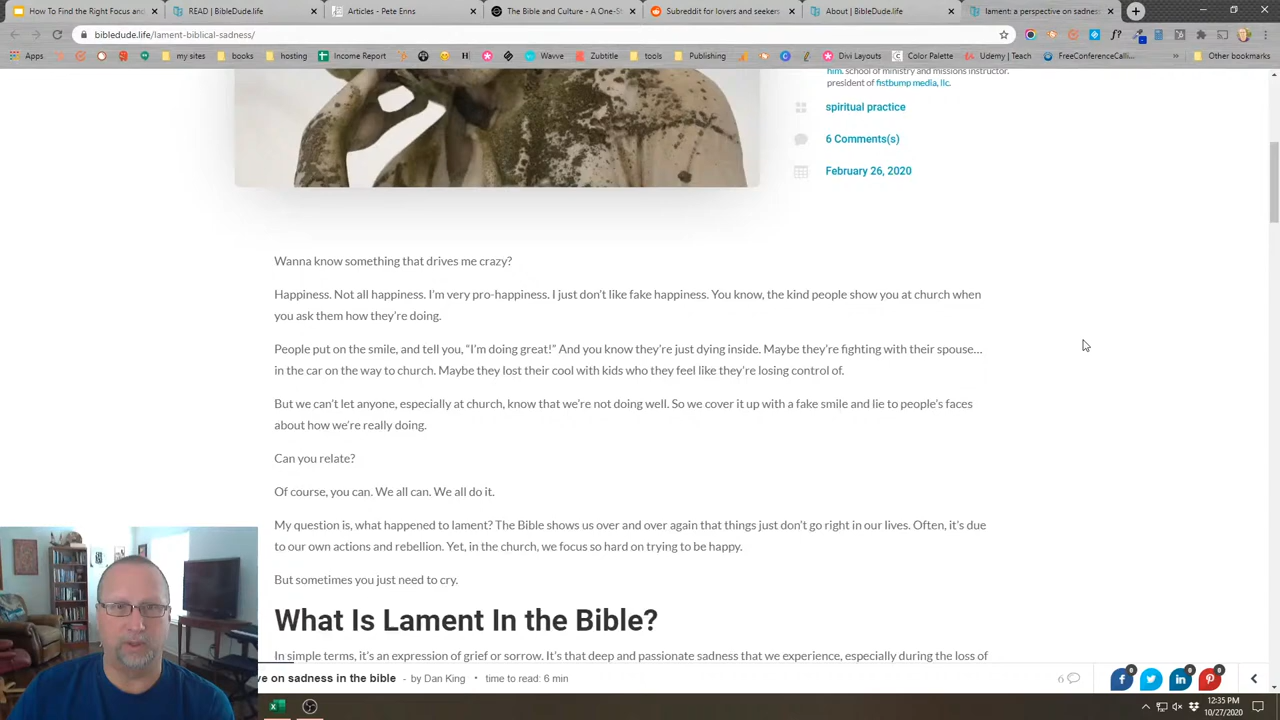 How To Find the Right Focus and
READ | BibleDude.life
Articles - Pete Enns
The Bible and Culture - A One-St
Subreddit for lovers and seekers
About | BibleDude.life
lament a perspective on sadness
bibledude.life/lament-biblical-sadness/
Apps
my sites
books
hosting
Income Report
Wavve
Zubtitle
tools
Faxing
Divi Layouts
Color Palette
Udemy | Teach
FreeConferenceCalli...
Other bookmarks
him. school of ministry and missions instructor.
president of fistbump media, llc.
spiritual practice
6 Comments(s)
February 26, 2020
Wanna know something that drives me crazy?
Happiness. Not all happiness. I'm very pro-happiness. I just don't like fake happiness. You know, the kind people show you at church when
you ask them how they're doing.
People put on the smile, and tell you, “I'm doing great!” And you know they're just dying inside. Maybe they're fighting with their spouse…
in the car on the way to church. Maybe they lost their cool with kids who they feel like they're losing control of.
But we can't let anyone, especially at church, know that we're not doing well. So we cover it up with a fake smile and lie to people's faces
about how we're really doing.
Can you relate?
Of course, you can. We all can. We all do it.
My question is, what happened to lament? The Bible shows us over and over again that things just don't go right in our lives. Often, it's due
to our own actions and rebellion. Yet, in the church, we focus so hard on trying to be happy.
But sometimes you just need to cry.
What Is Lament In the Bible?
In simple terms, it's an expression of grief or sorrow. It's that deep and passionate sadness that we experience, especially during the loss of
ve on sadness in the bible - by Dan King • time to read: 6 min
6
0
0
0
0
12:35 PM
10/27/2020